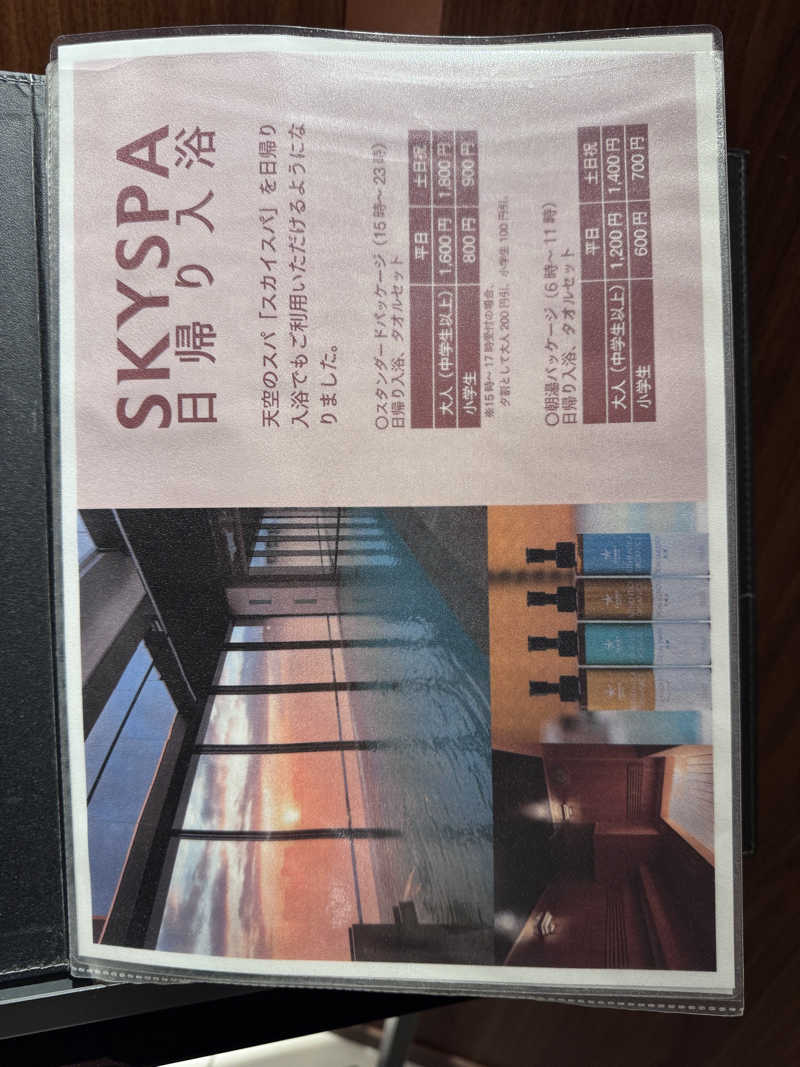 SKYSPA
日帰り入浴
天空のスパ「スカイスパ」を日帰り
入浴でもご利用いただけるようにな
りました。
〇スタンダードパッケージ（15時～23時）
日帰り入浴、タオルセット
平日 土日祝
大人（中学生以上） 1,600円 1,800円
小学生 800円 900円
※15時～17時受付の場合、
夕割として大人200円引、小学生100円引。
〇朝湯パッケージ（6時～11時）
日帰り入浴、タオルセット
平日 土日祝
大人（中学生以上） 1,200円 1,400円
小学生 600円 700円